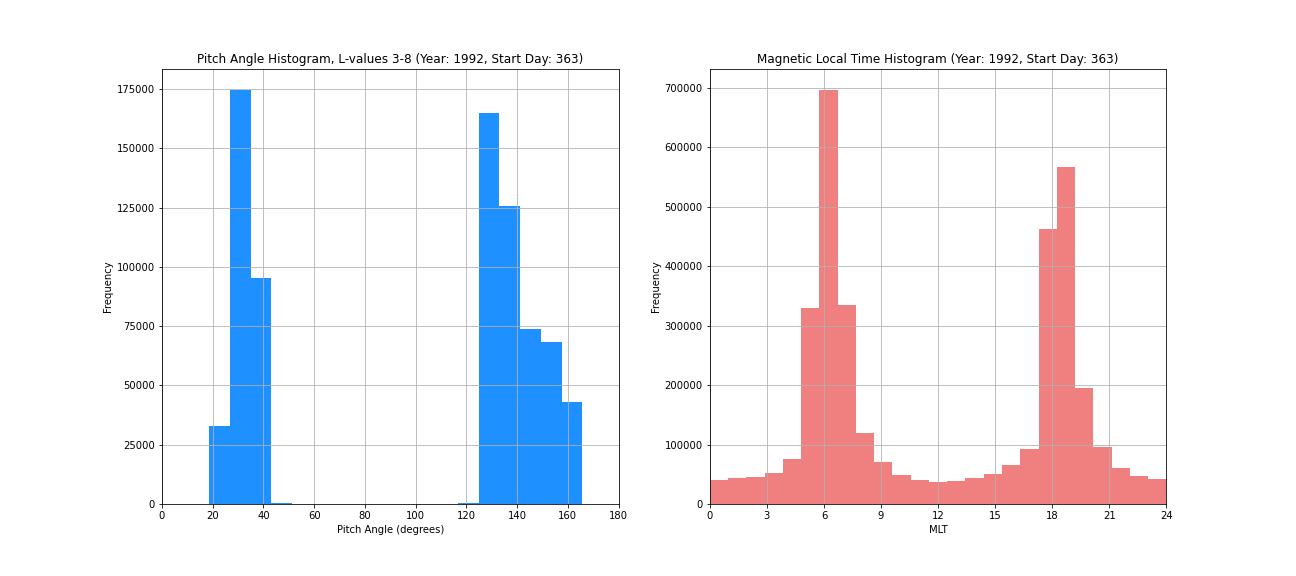 Pitch Angle Histogram, L-values 3-8 (Year: 1992, Start Day: 363)
175000
150000
125000
100000
75000
50000
25000
0
Frequency
0 20 40 60 80 100 120 140 160 180
Pitch Angle (degrees)
Magnetic Local Time Histogram (Year: 1992, Start Day: 363)
700000
600000
500000
400000
300000
200000
100000
0
Frequency
0 3 6 9 12 15 18 21 24
MLT